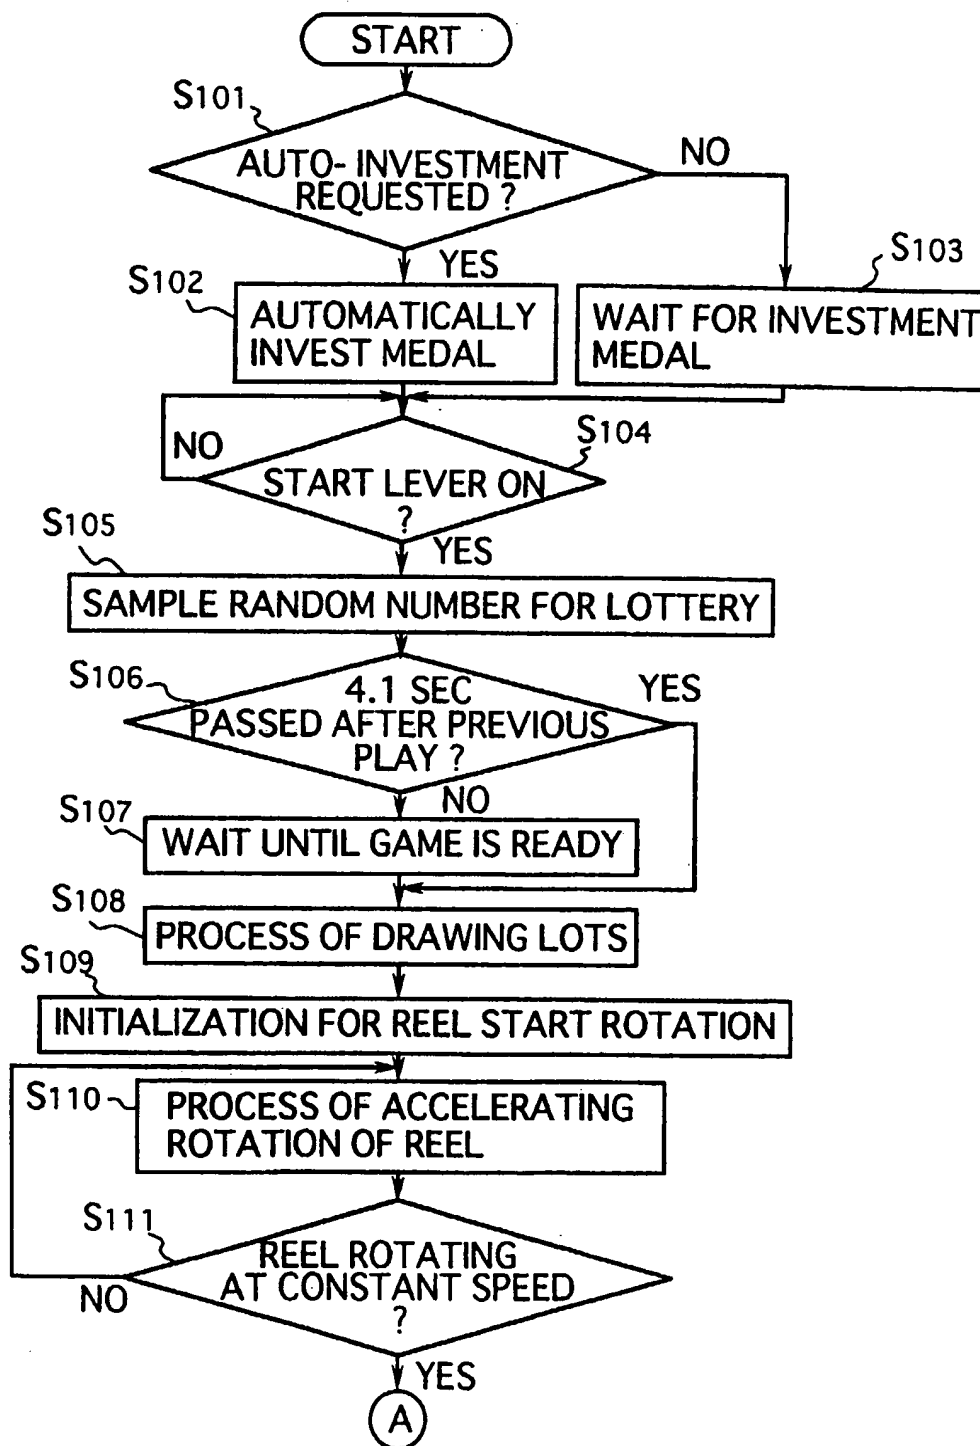 START
S101
AUTO- INVESTMENT
REQUESTED ?
NO
YES
S102
AUTOMATICALLY
INVEST MEDAL
S103
WAIT FOR INVESTMENT
MEDAL
NO
S104
START LEVER ON
?
YES
S105
SAMPLE RANDOM NUMBER FOR LOTTERY
S106
4.1 SEC
PASSED AFTER PREVIOUS
PLAY ?
YES
NO
S107
WAIT UNTIL GAME IS READY
S108
PROCESS OF DRAWING LOTS
S109
INITIALIZATION FOR REEL START ROTATION
S110
PROCESS OF ACCELERATING
ROTATION OF REEL
S111
REEL ROTATING
AT CONSTANT SPEED
?
NO
YES
A